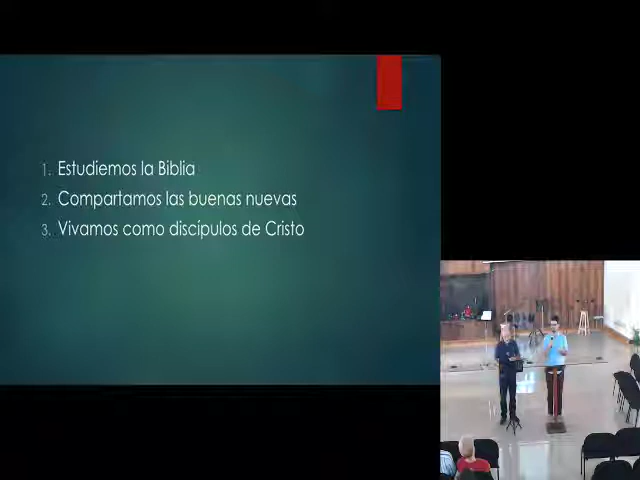 1. Estudiemos la Biblia
2. Compartamos las buenas nuevas
3. Vivamos como discípulos de Cristo